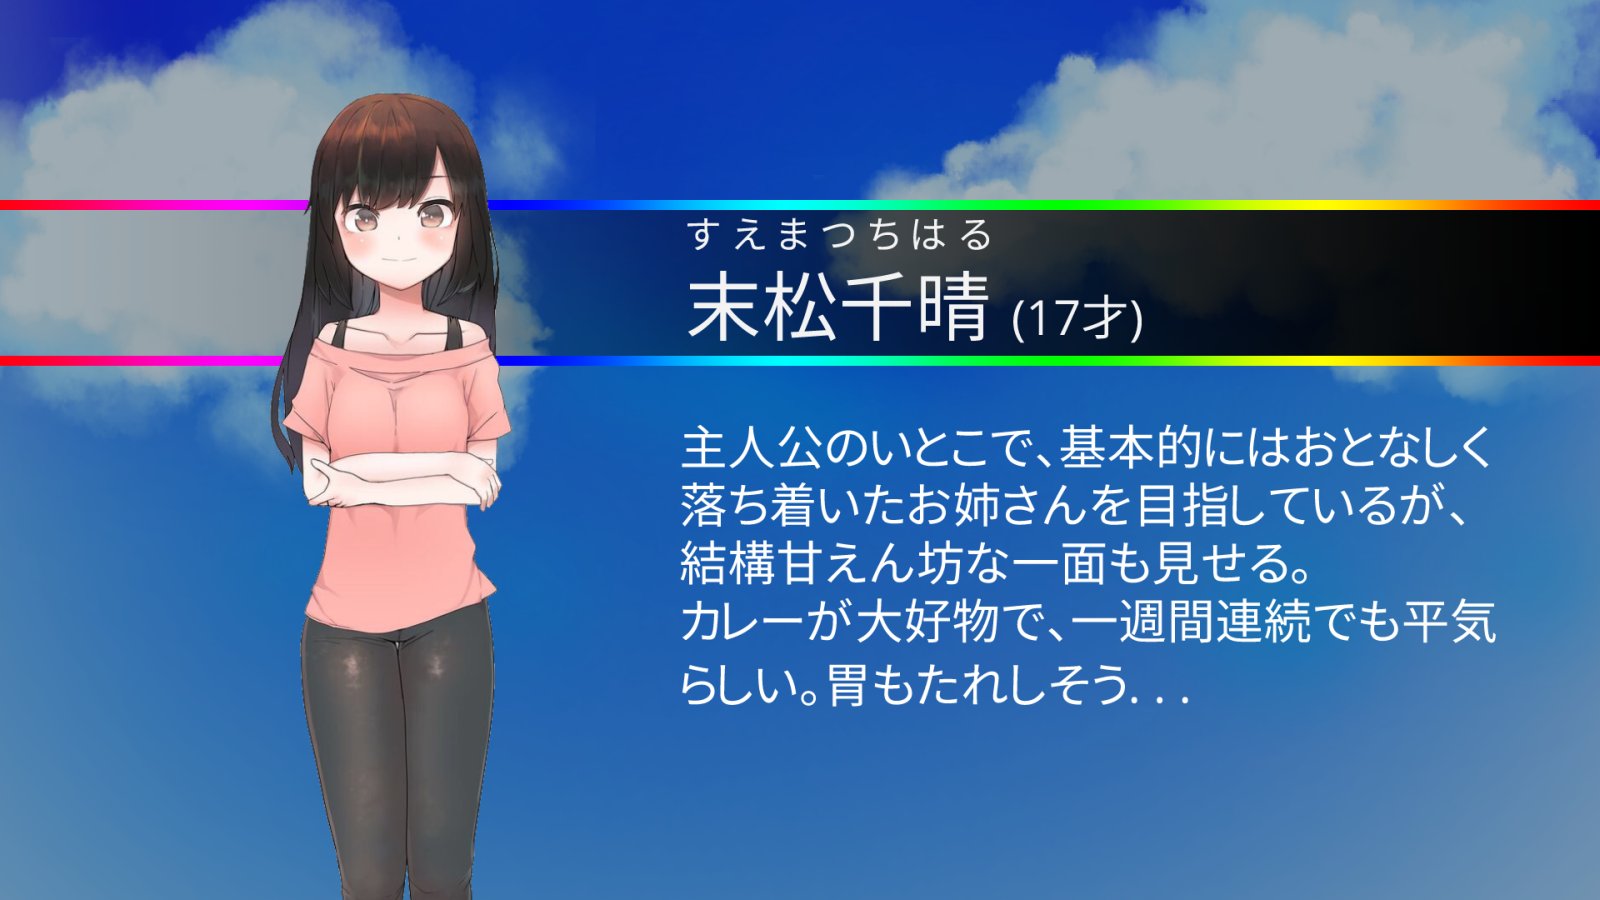 すえまつちはる
末松千晴 (17才)
主人公のいとこで、基本的にはおとなしく
落ち着いたお姉さんを目指しているが、
結構甘えん坊な一面も見せる。
カレーが大好物で、一週間連続でも平気
らしい。胃もたれしそう...